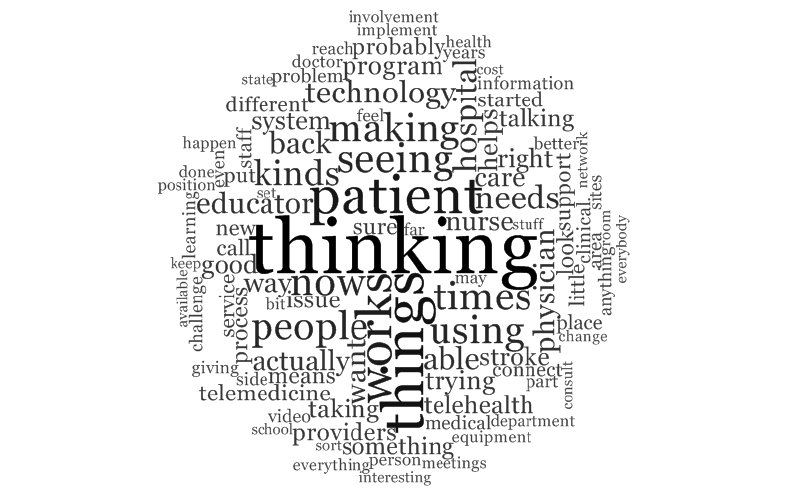 involvement
implement
reach probably health
doctor years
state problem program hospital cost
technology information
different started
system feel making helps talking
happen staff back seeing right better network
done even put kinds care support sites
position set patient needs
learning educator nurse stuff clinical room
new sure far look area everybody
call thinking
keep good physician little anything
available way now may
challenge service bit issue works things times
process people using place
change
actually want able stroke
giving connect
side means trying part consult
telemedicine
taking telehealth
video medical department
school providers
sort something equipment
everything person meetings
interesting